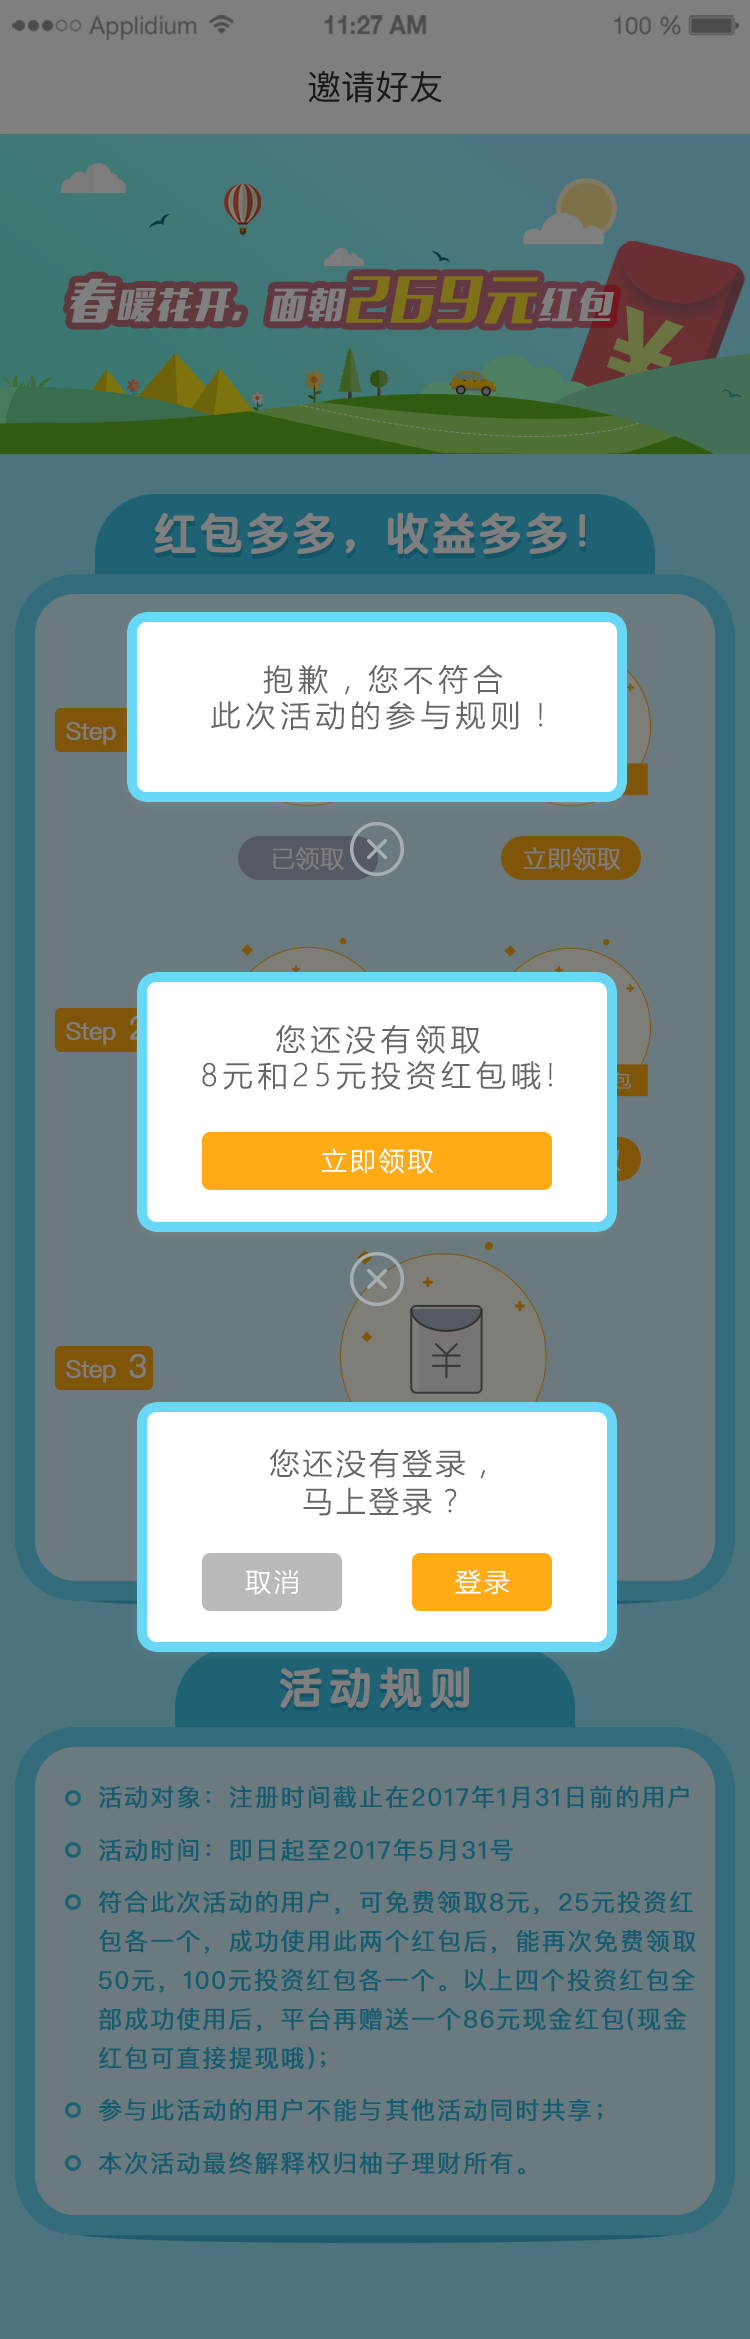 Applidium 11:27 AM 100 %
邀请好友
春暖花开,面朝269元红包
红包多多，收益多多!
抱歉，您不符合
此次活动的参与规则！
Step
已领取 立即领取
Step
包
您还没有领取
8元和25元投资红包哦!
立即领取
Step 3
您还没有登录，
马上登录？
取消 登录
活动规则
活动对象：注册时间截止在2017年1月31日前的用户
活动时间：即日起至2017年5月31号
符合此次活动的用户，可免费领取8元，25元投资红
包各一个，成功使用此两个红包后，能再次免费领取
50元，100元投资红包各一个。以上四个投资红包全
部成功使用后，平台再赠送一个86元现金红包(现金
红包可直接提现哦)；
参与此活动的用户不能与其他活动同时共享；
本次活动最终解释权归柚子理财所有。